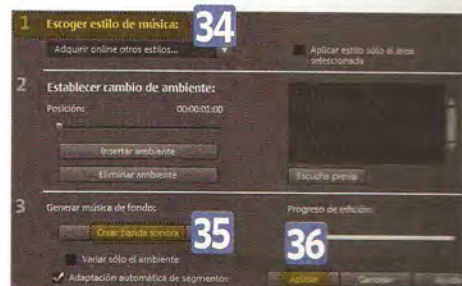 1 Escoger estilo de música: 34
Adquirir online otros estilos...
Aplicar estilo sólo al área seleccionada
2 Establecer cambio de ambiente:
Posición: 00:00:01:00
Insertar ambiente
Eliminar ambiente
Escucha previa
3 Generar música de fondo:
Progreso de edición:
Crear banda sonora 35
36
Variar sólo el ambiente
Adaptación automática de segmentos
Aplicar Cancelar